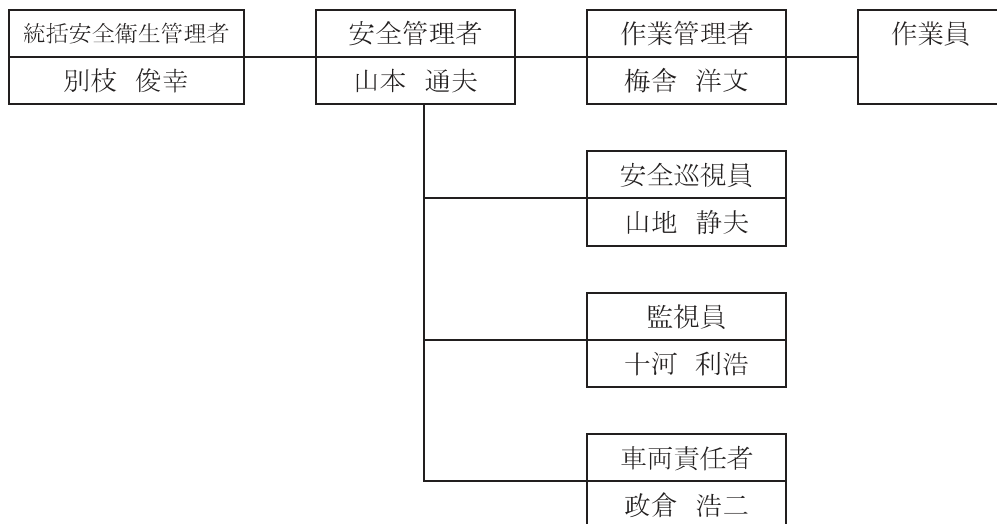 統括安全衛生管理者
別枝 俊幸
安全管理者
山本 通夫
作業管理者
梅舎 洋文
作業員
安全巡視員
山地 静夫
監視員
十河 利浩
車両責任者
政倉 浩二